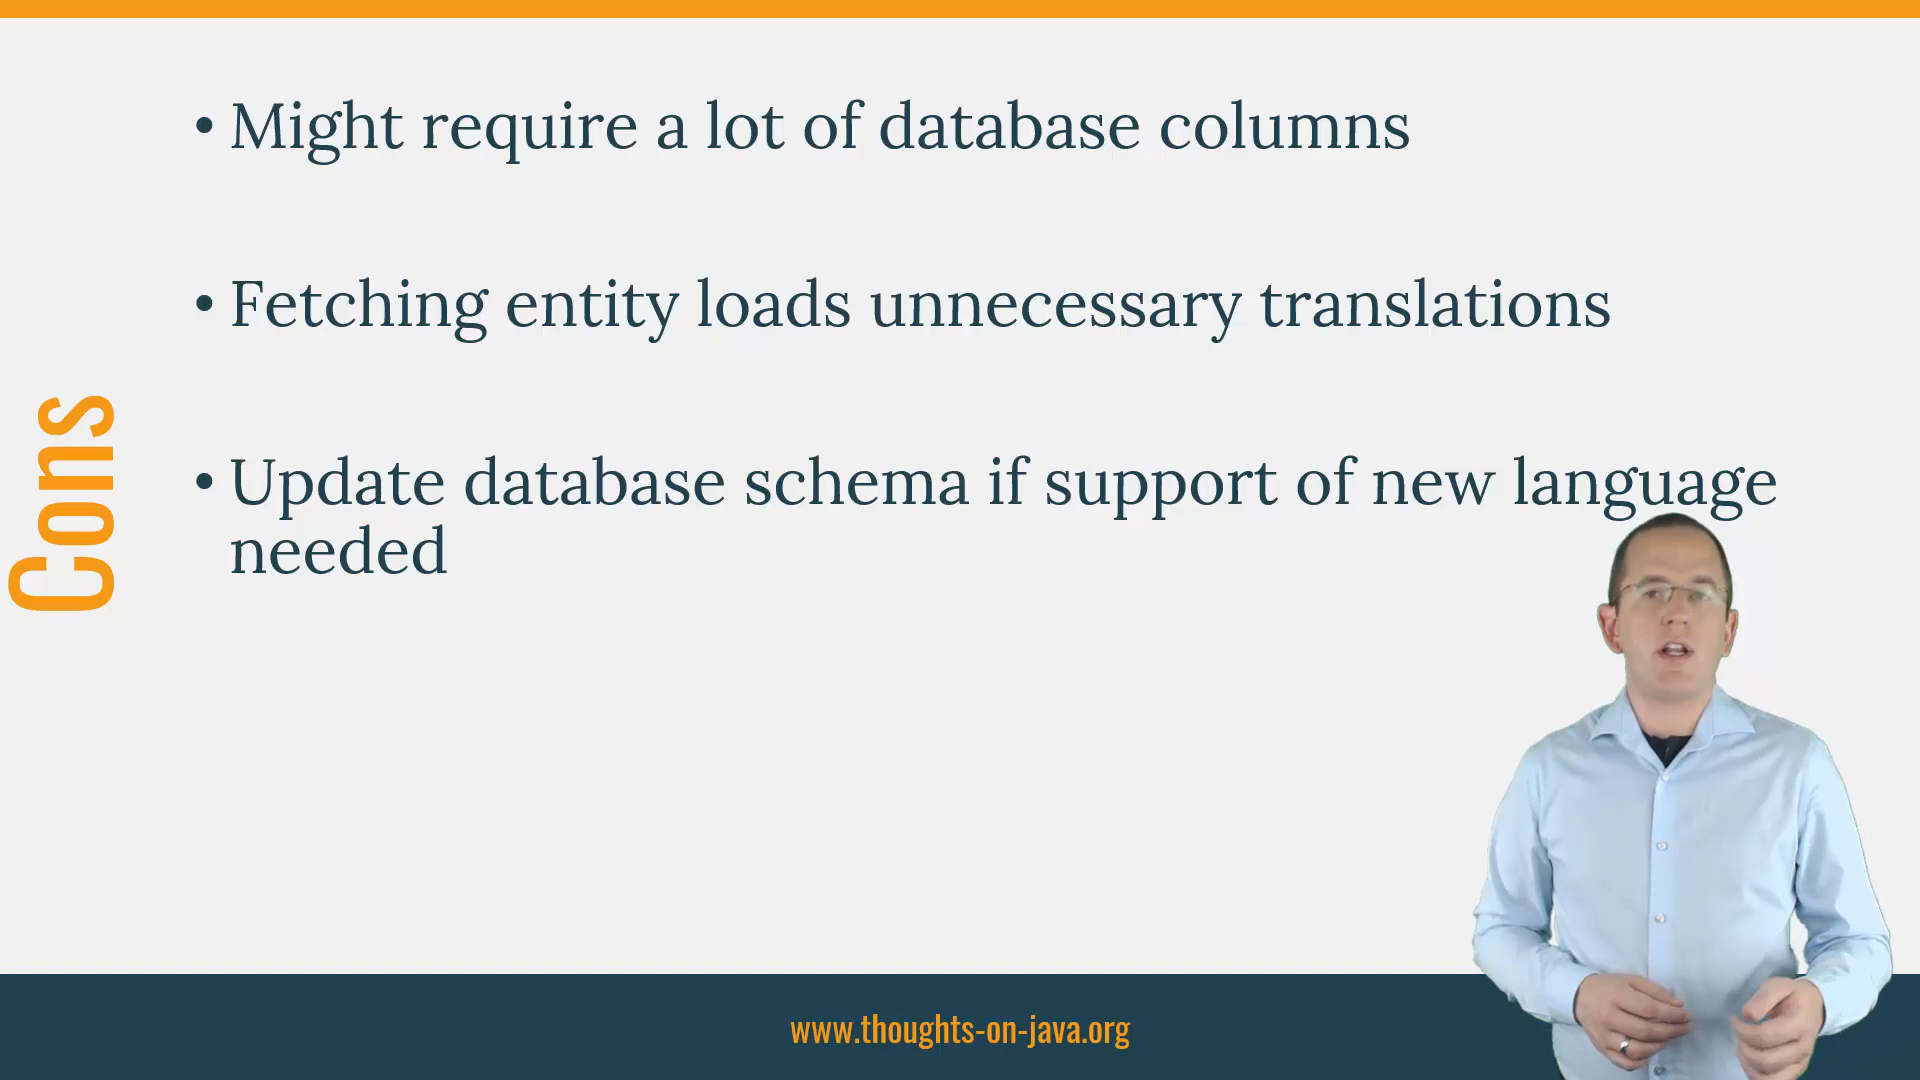 • Might require a lot of database columns
• Fetching entity loads unnecessary translations
• Update database schema if support of new language
needed
Cons
www.thoughts-on-java.org